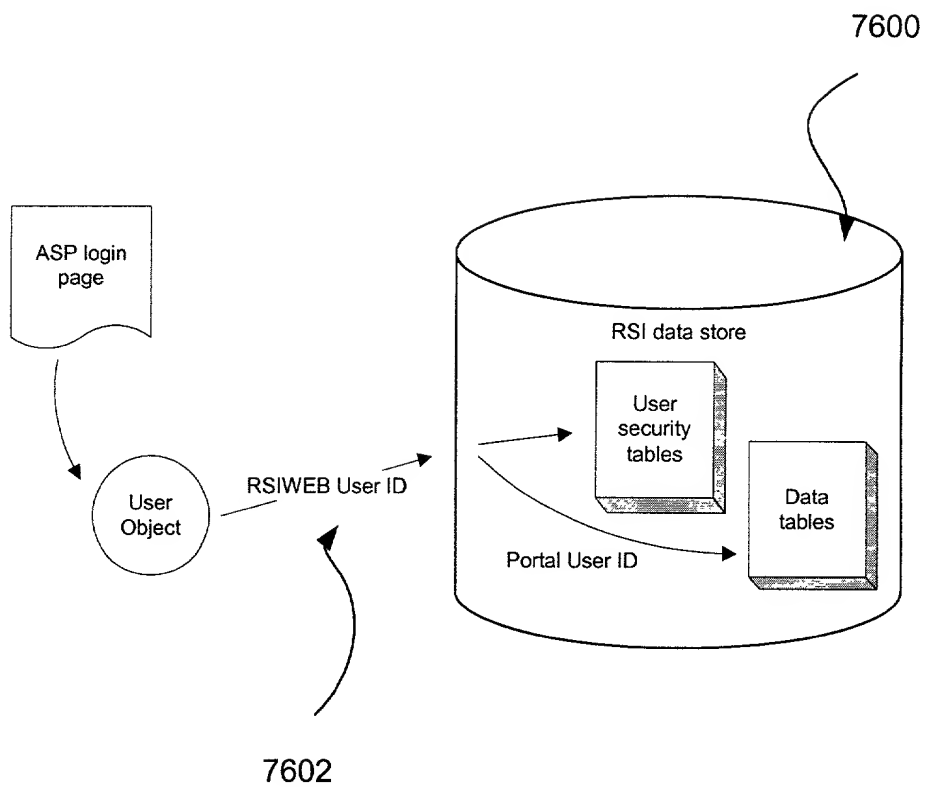 7600
ASP login
page
RSI data store
User
security
tables
RSIWEB User ID
User
Object
Data
tables
Portal User ID
7602